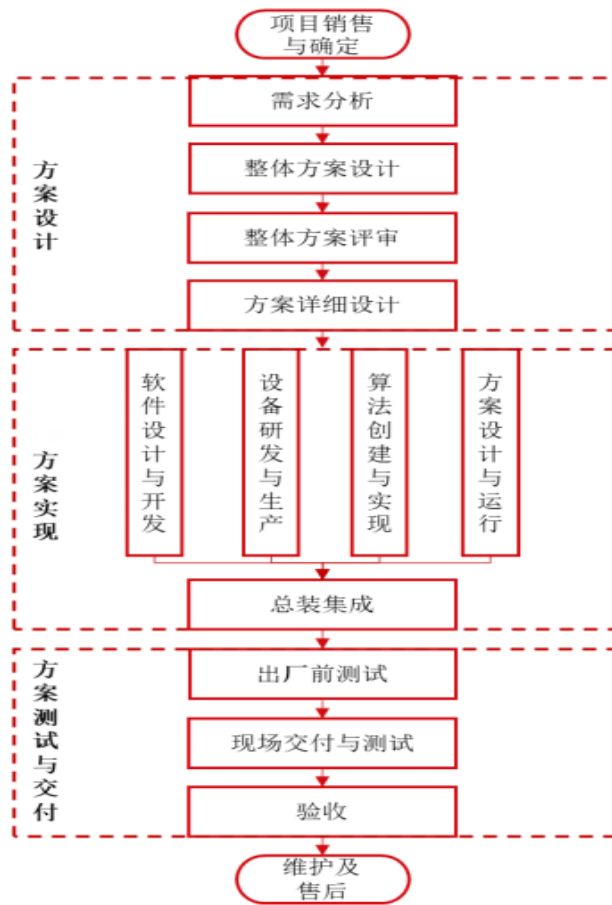 项目销售
与确定
方案设计
需求分析
整体方案设计
整体方案评审
方案详细设计
方案实现
软件设计与开发
设备研发与生产
算法创建与实现
方案设计与运行
总装集成
方案测试与交付
出厂前测试
现场交付与测试
验收
维护及
售后